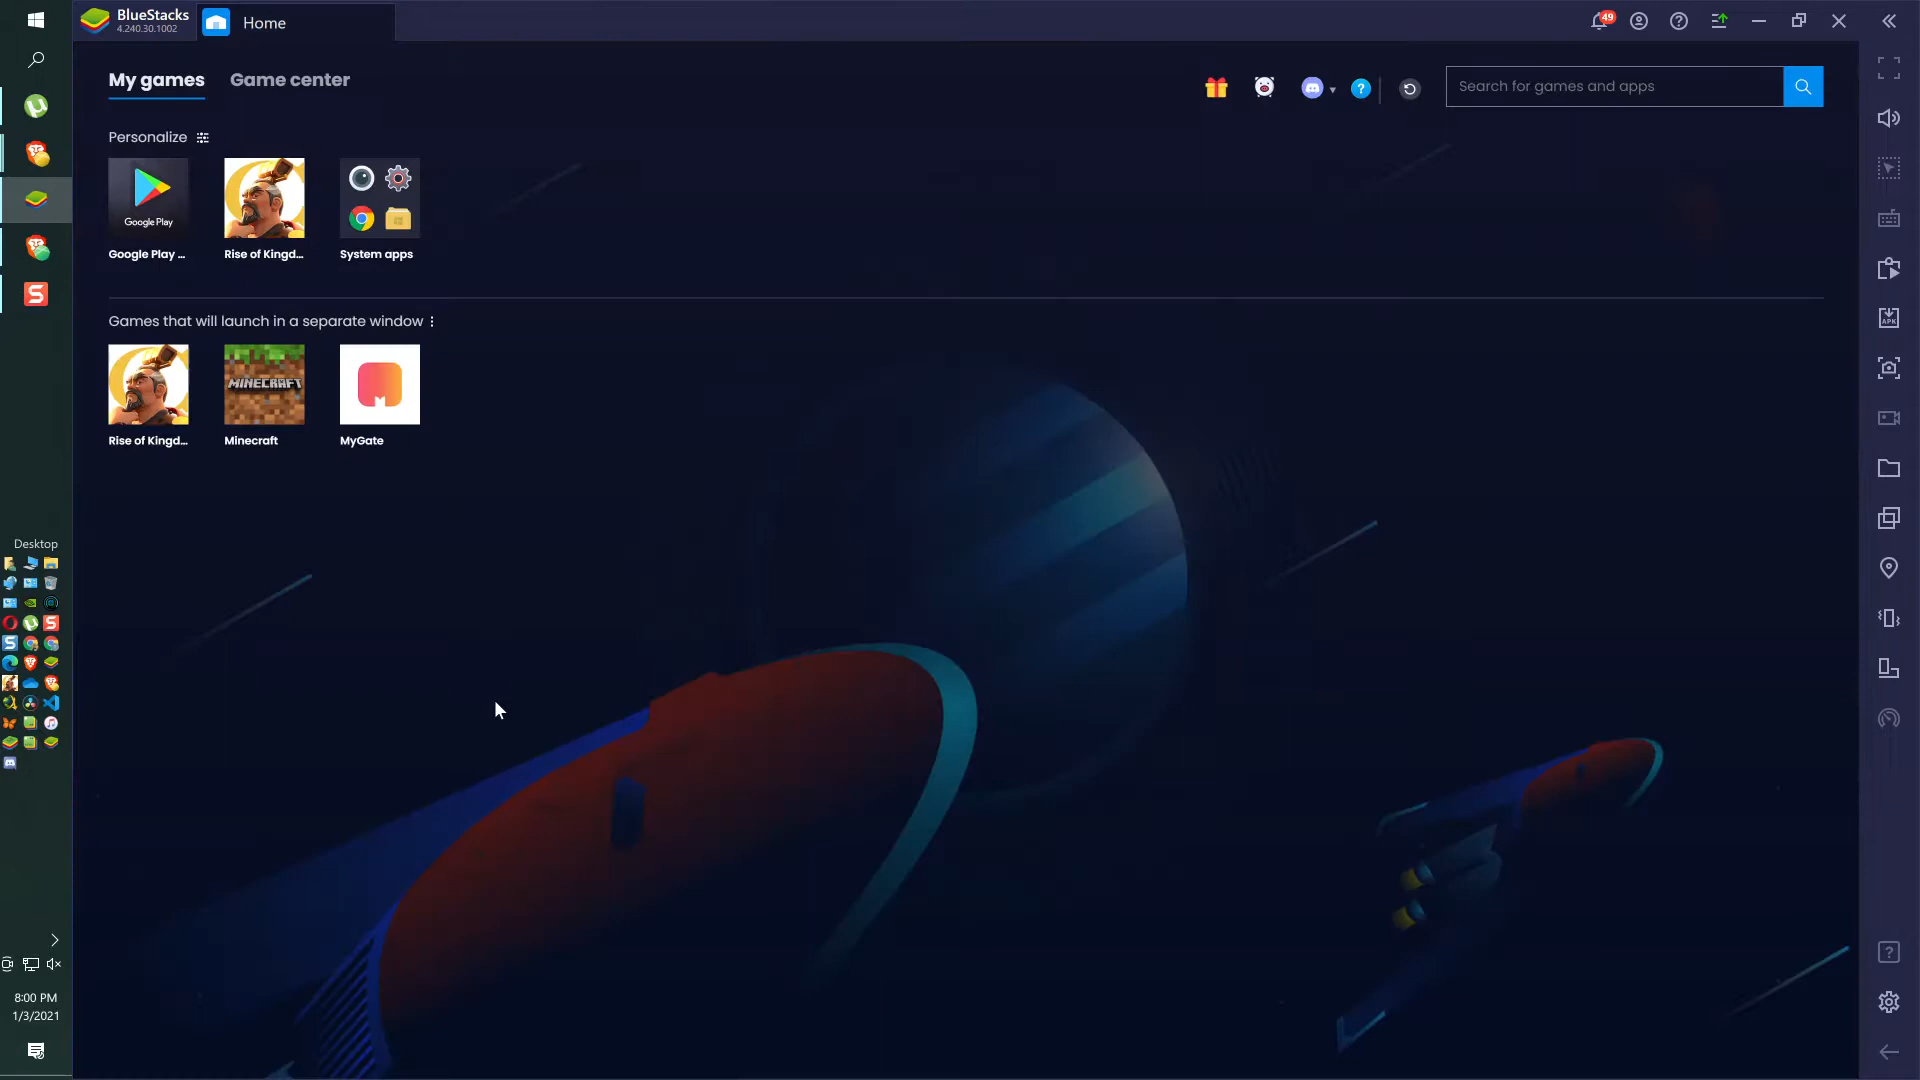 BlueStacks
4.240.30.1002
Home
49
My games
Game center
Search for games and apps
Personalize
Google Play
Google Play ...
Rise of Kingd...
System apps
Games that will launch in a separate window
MINECRAFT
Rise of Kingd...
Minecraft
MyGate
Desktop
8:00 PM
1/3/2021
APK